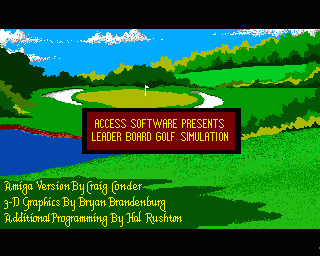 ACCESS SOFTWARE PRESENTS
LEADER BOARD GOLF SIMULATION
Amiga Version By Craig Conder
3-D Graphics By Bryan Brandenburg
Additional Programming By Hal Rushton